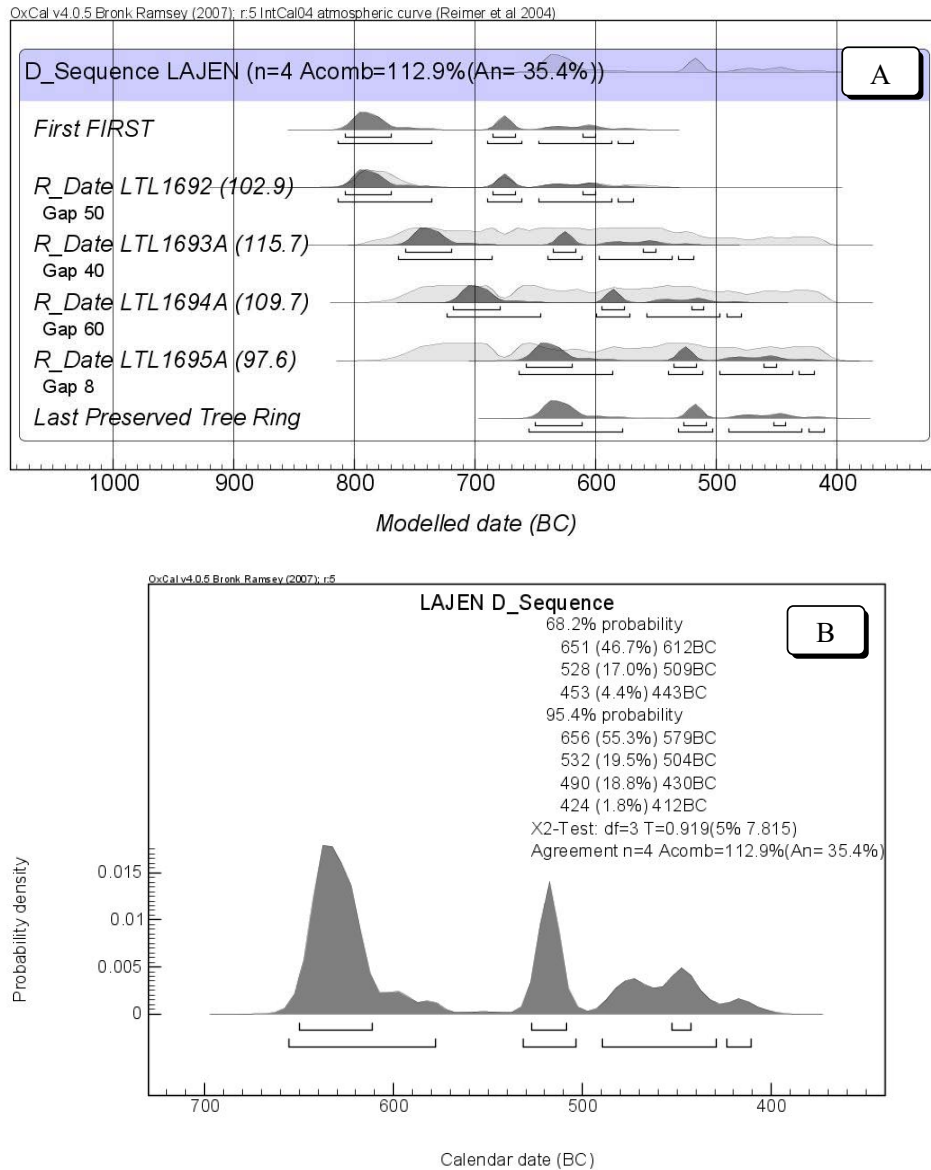 OxCal v4.0.5 Bronk Ramsey (2007); r:5 IntCal04 atmospheric curve (Reimer et al 2004)
D_Sequence LAJEN (n=4 Acomb=112.9%(An= 35.4%))
A
First FIRST
R_Date LTL1692 (102.9)
Gap 50
R_Date LTL1693A (115.7)
Gap 40
R_Date LTL1694A (109.7)
Gap 60
R_Date LTL1695A (97.6)
Gap 8
Last Preserved Tree Ring
1000 900 800 700 600 500 400
Modelled date (BC)
OxCal v4.0.5 Bronk Ramsey (2007); r:5
LAJEN D_Sequence
B
68.2% probability
651 (46.7%) 612BC
528 (17.0%) 509BC
453 (4.4%) 443BC
95.4% probability
656 (55.3%) 579BC
532 (19.5%) 504BC
490 (18.8%) 430BC
424 (1.8%) 412BC
X2-Test: df=3 T=0.919(5% 7.815)
Agreement n=4 Acomb=112.9%(An= 35.4%)
Probability density
0.015
0.01
0.005
0
700 600 500 400
Calendar date (BC)